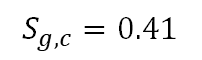 S_{g,c} = 0.41